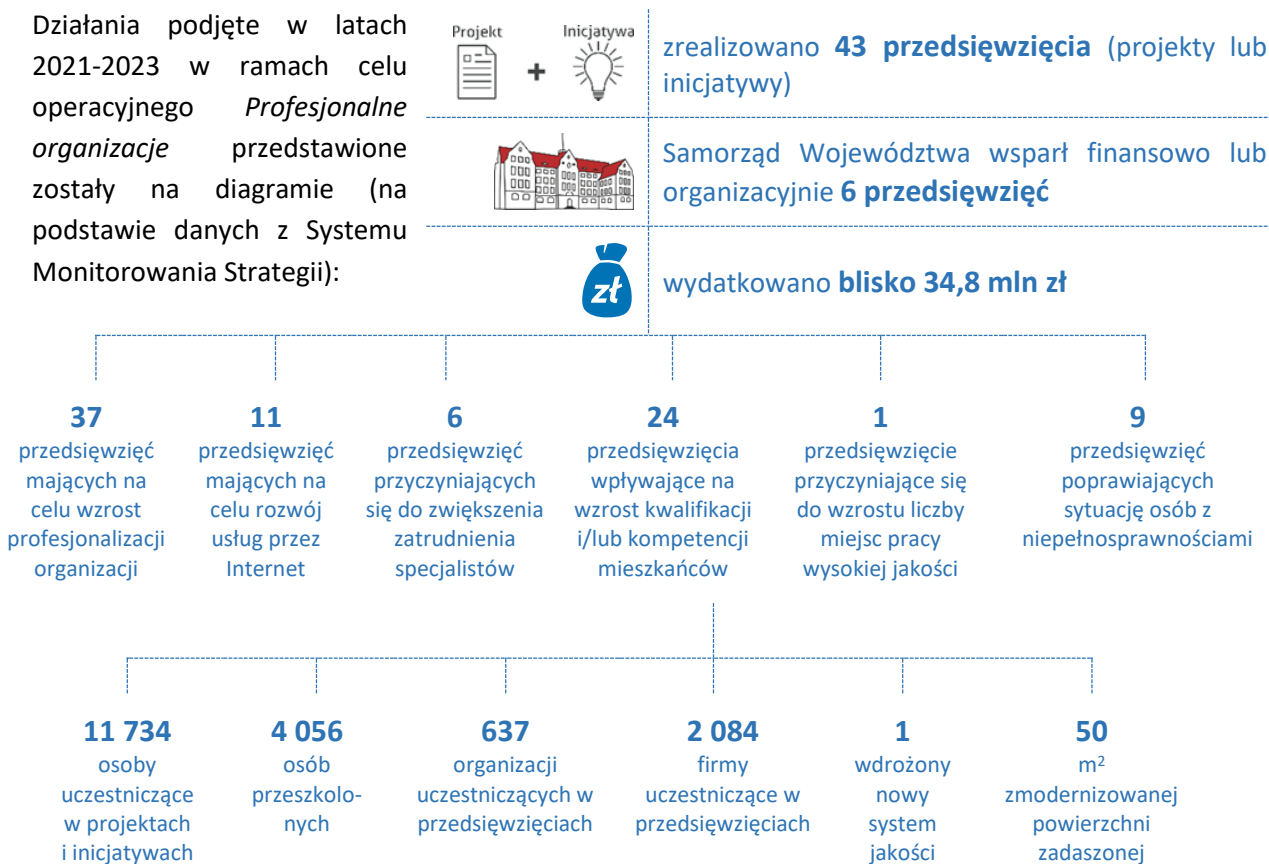 Działania podjęte w latach
2021-2023 w ramach celu
operacyjnego Profesjonalne
organizacje przedstawione
zostały na diagramie (na
podstawie danych z Systemu
Monitorowania Strategii):
Projekt
+
Inicjatywa
zrealizowano 43 przedsięwzięcia (projekty lub
inicjatywy)
Samorząd Województwa wsparł finansowo lub
organizacyjnie 6 przedsięwzięć
zł
wydatkowano blisko 34,8 mln zł
37
przedsięwzięć
mających na
celu wzrost
profesjonalizacji
organizacji
11
przedsięwzięć
mających na
celu rozwój
usług przez
Internet
6
przedsięwzięć
przyczyniających
się do zwiększenia
zatrudnienia
specjalistów
24
przedsięwzięcia
wpływające na
wzrost kwalifikacji
i/lub kompetencji
mieszkańców
1
przedsięwzięcie
przyczyniające się
do wzrostu liczby
miejsc pracy
wysokiej jakości
9
przedsięwzięć
poprawiających
sytuację osób z
niepełnosprawnościami
11 734
osoby
uczestniczące
w projektach
i inicjatywach
4 056
osób
przeszkolo-
nych
637
organizacji
uczestniczących w
przedsięwzięciach
2 084
firmy
uczestniczące w
przedsięwzięciach
1
wdrożony
nowy
system
jakości
50
m²
zmodernizowanej
powierzchni
zadaszonej